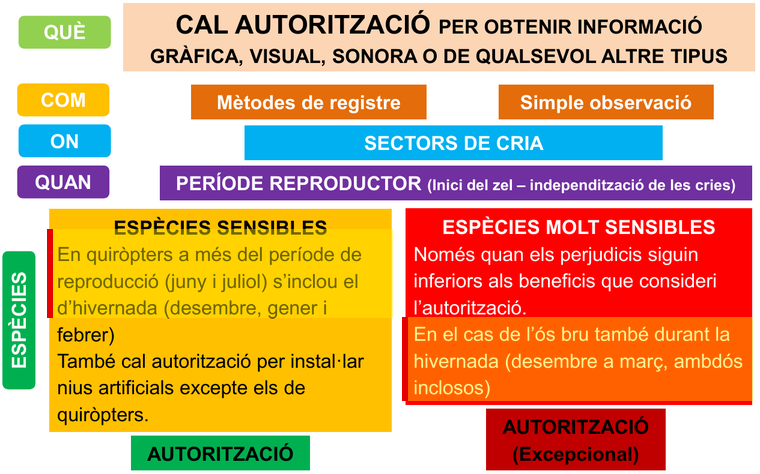 QUÈ
CAL AUTORITZACIÓ PER OBTENIR INFORMACIÓ
GRÀFICA, VISUAL, SONORA O DE QUALSEVOL ALTRE TIPUS
COM
Mètodes de registre
Simple observació
ON
SECTORS DE CRIA
QUAN
PERÍODE REPRODUCTOR (Inici del zel – independització de les cries)
ESPÈCIES
ESPÈCIES SENSIBLES
En quiròpters a més del període de
reproducció (juny i juliol) s’inclou el
d’hivernada (desembre, gener i
febrer)
També cal autorització per instal·lar
nius artificials excepte els de
quiròpters.
AUTORITZACIÓ
ESPÈCIES MOLT SENSIBLES
Només quan els perjudicis siguin
inferiors als beneficis que consideri
l’autorització.
En el cas de l’ós bru també durant la
hivernada (desembre a març, ambdós
inclosos)
AUTORITZACIÓ
(Excepcional)